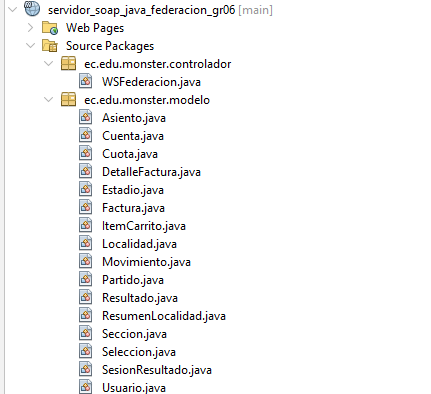 servidor_soap_java_federacion_gr06 [main]
Web Pages
Source Packages
ec.edu.monster.controlador
WSFederacion.java
ec.edu.monster.modelo
Asiento.java
Cuenta.java
Cuota.java
DetalleFactura.java
Estadio.java
Factura.java
ItemCarrito.java
Localidad.java
Movimiento.java
Partido.java
Resultado.java
ResumenLocalidad.java
Seccion.java
Seleccion.java
SesionResultado.java
Usuario.java